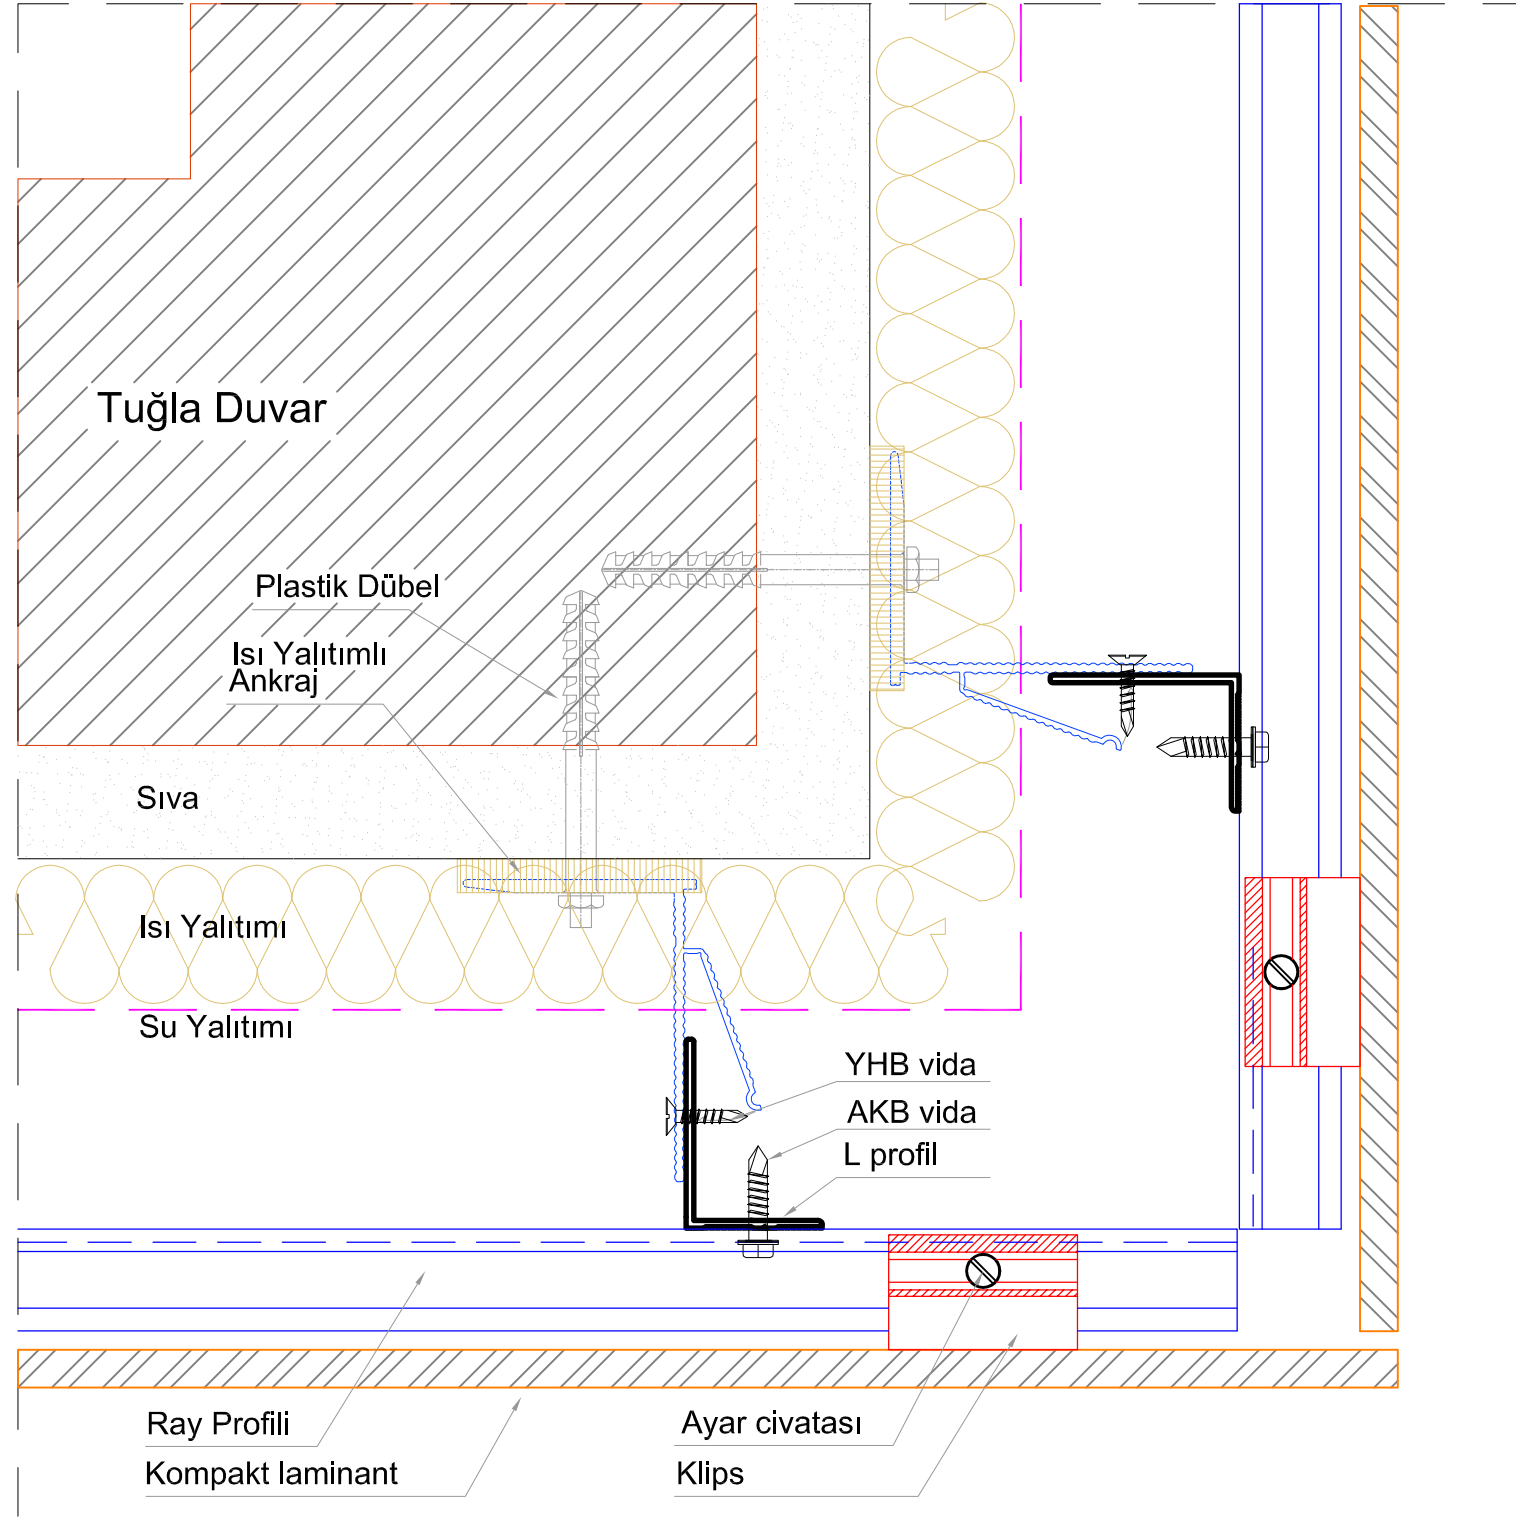 Tuğla Duvar
Plastik Dübel
Isı Yalıtımlı
Ankraj
Sıva
Isı Yalıtımı
Su Yalıtımı
YHB vida
AKB vida
L profil
Ray Profili
Kompakt laminant
Ayar civatası
Klips